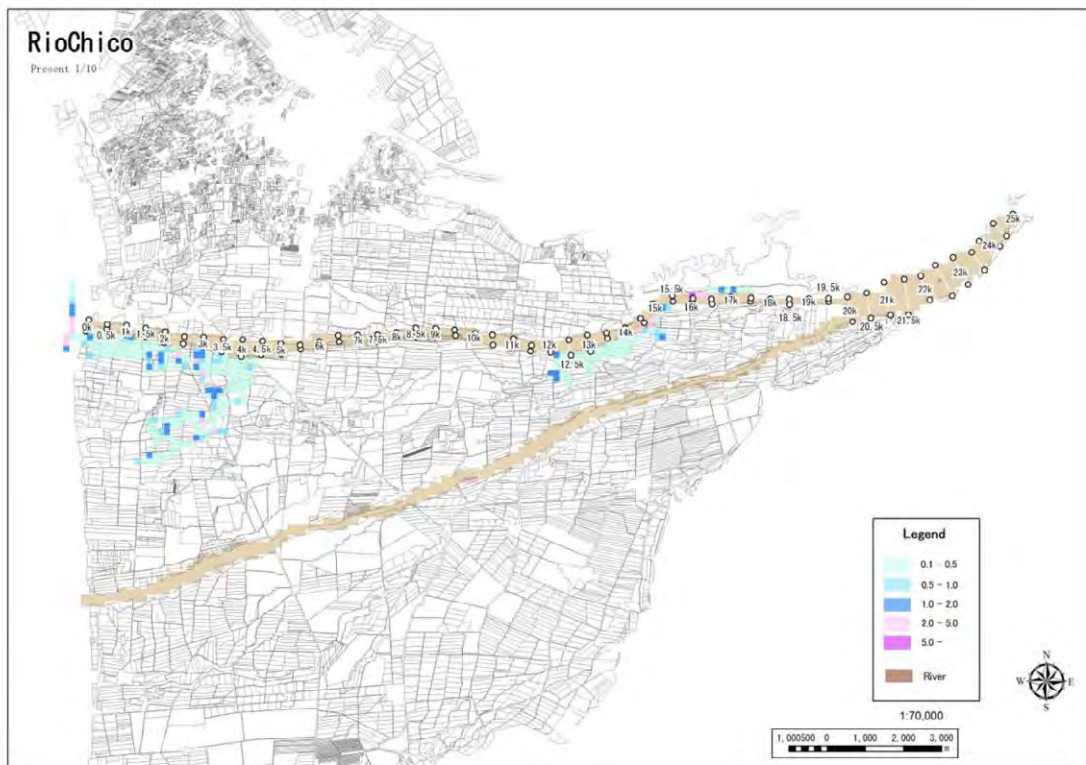 RioChico
Present 1/10
25k
24k
23k
22k
21k
19.5k
15.5k
15k
16k
17k
18k
19k
20k
18.5k
20.5k
21.5k
0k
0.5k
1k
1.5k
2k
3k
3.5k
4k
4.5k
5k
6k
7k
7.5k
8k
8.5k
9k
10k
11k
12k
12.5k
13k
14k
Legend
0.1 - 0.5
0.5 - 1.0
1.0 - 2.0
2.0 - 5.0
5.0 -
River
N
W E
S
1:70,000
1,000 500 0 1,000 2,000 3,000
m